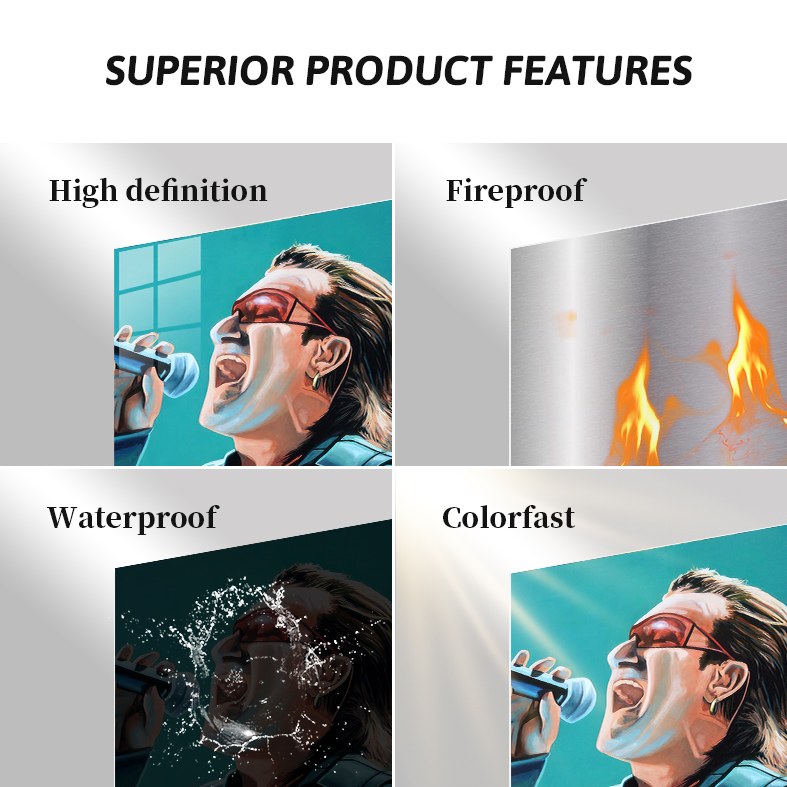 SUPERIOR PRODUCT FEATURES
High definition
Fireproof
Waterproof
Colorfast